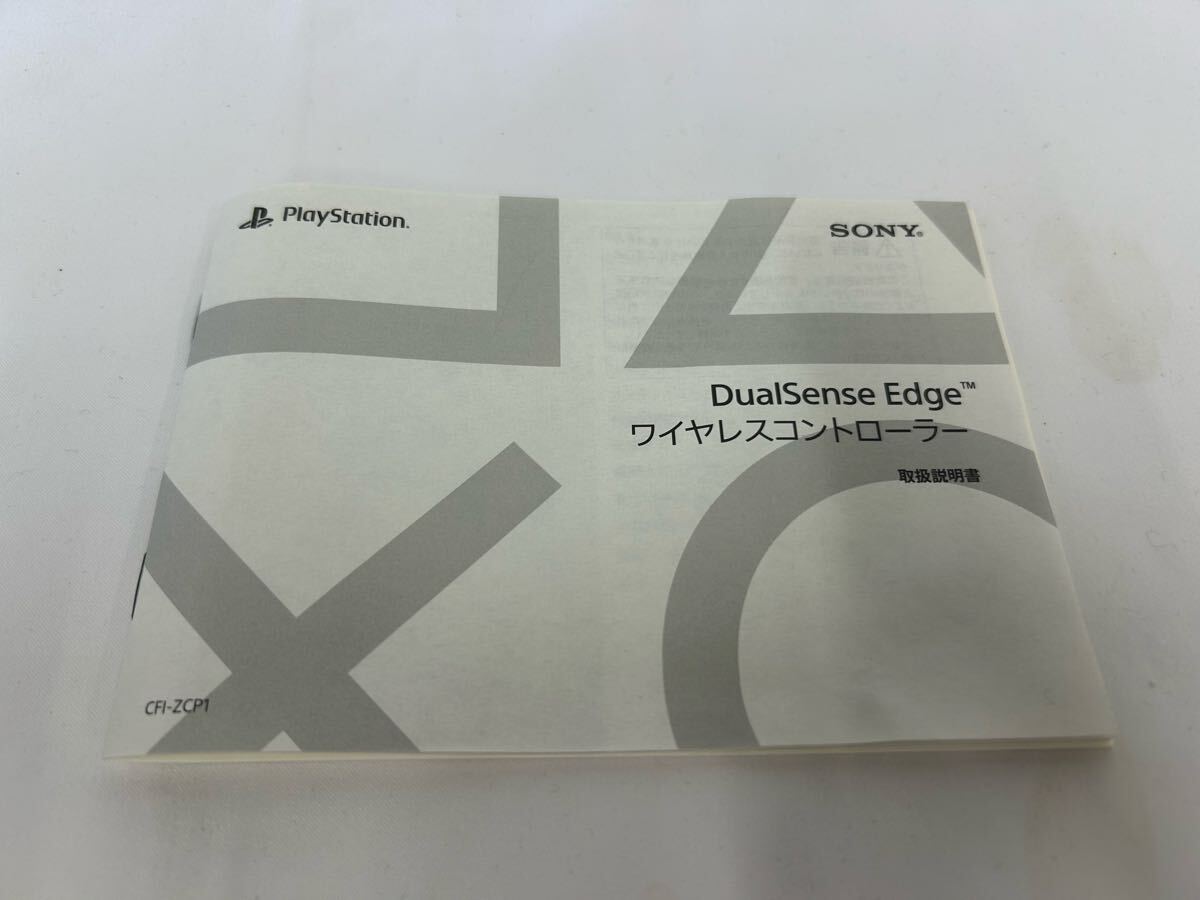 PlayStation®
SONY®
DualSense Edge™
ワイヤレスコントローラー
取扱説明書
CFI-ZCP1